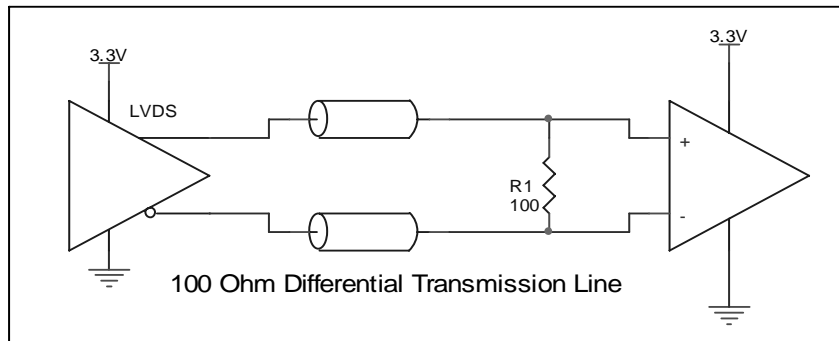 3.3V
3.3V
LVDS
+
R1
100
-
100 Ohm Differential Transmission Line